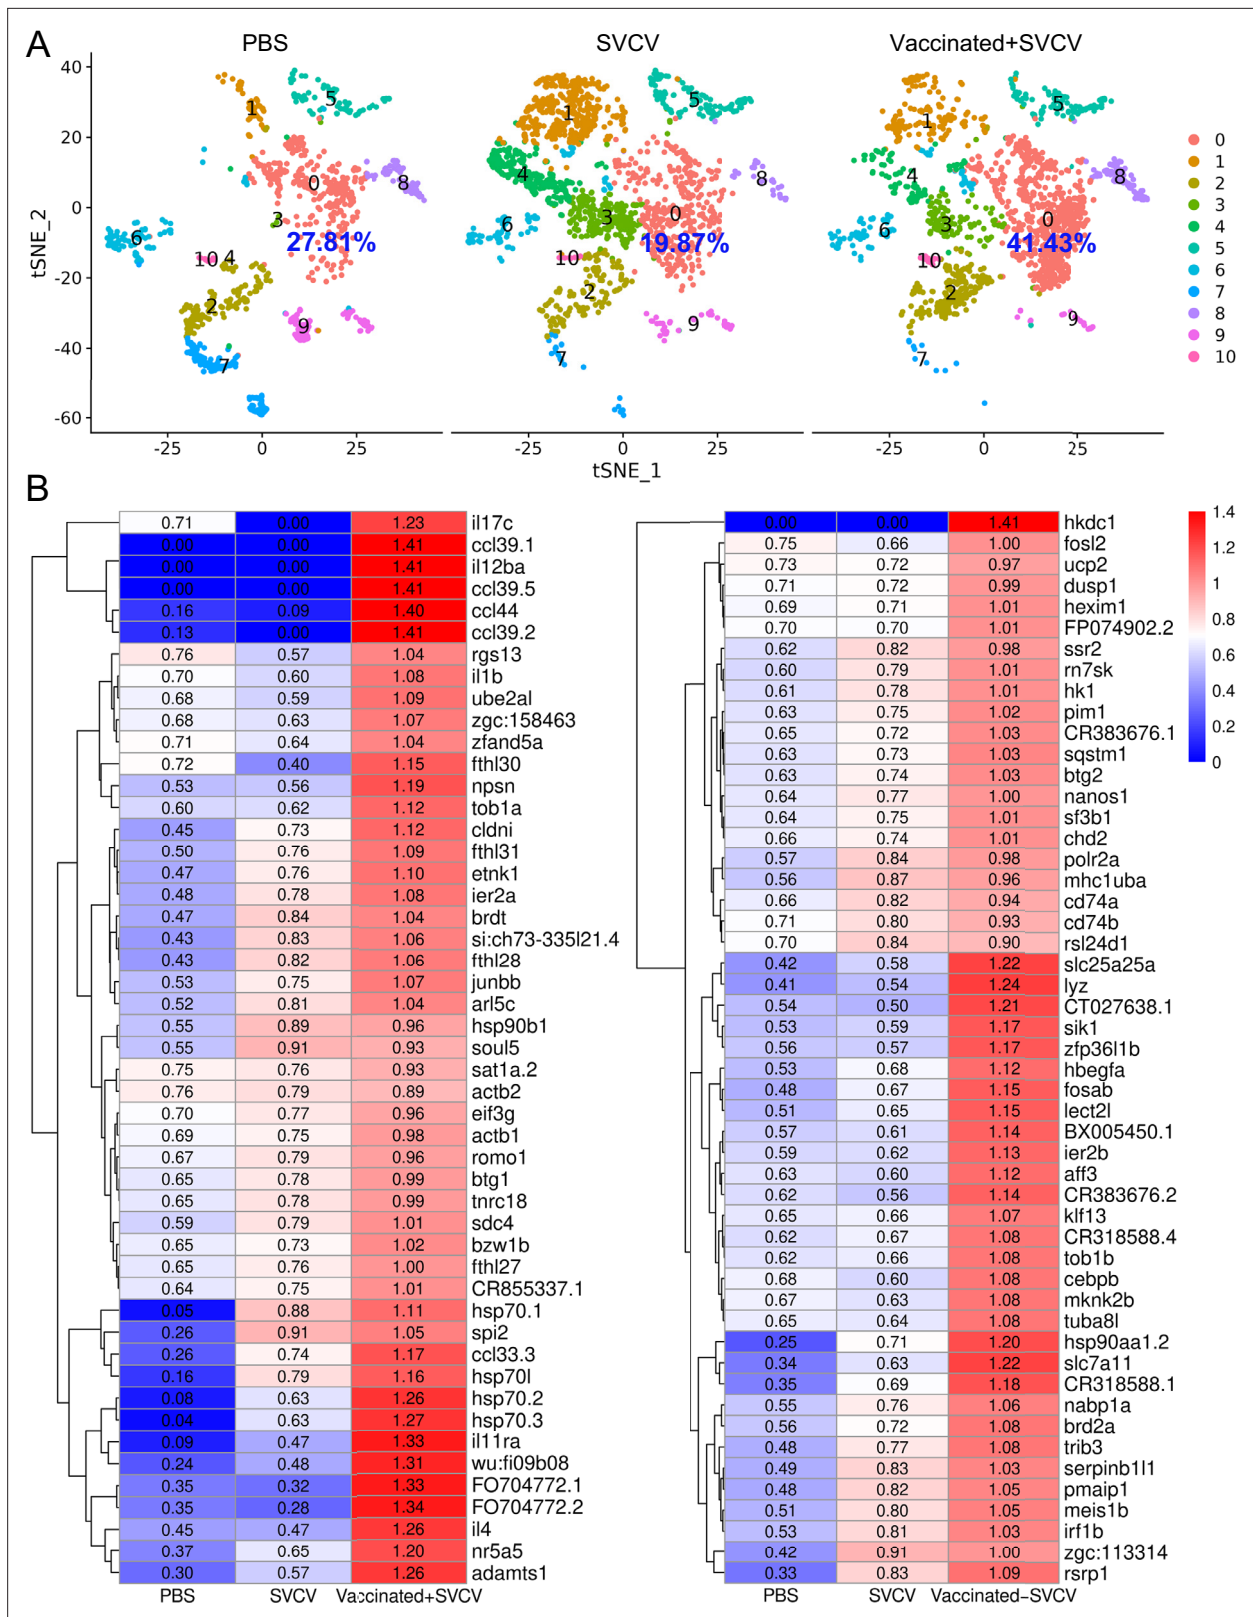 A
PBS
SVCV
Vaccinated+SVCV
40
20
0
-20
-40
-60
tSNE_2
1
5
0
8
3
27.81%
6
10
4
2
9
7
1
5
4
8
3
0
19.87%
6
10
2
9
7
1
5
4
8
0
3
41.43%
6
10
2
9
7
0
1
2
3
4
5
6
7
8
9
10
-25 0 25
-25 0 25
-25 0 25
tSNE_1
B
0.71 0.00 1.23 il17c
0.00 0.00 1.41 ccl39.1
0.00 0.00 1.41 il12ba
0.00 0.00 1.41 ccl39.5
0.16 0.09 1.40 ccl44
0.13 0.00 1.41 ccl39.2
0.76 0.57 1.04 rgs13
0.70 0.60 1.08 il1b
0.68 0.59 1.09 ube2al
0.68 0.63 1.07 zgc:158463
0.71 0.64 1.04 zfand5a
0.72 0.40 1.15 fthl30
0.53 0.56 1.19 npsn
0.60 0.62 1.12 tob1a
0.45 0.73 1.12 cldni
0.50 0.76 1.09 fthl31
0.47 0.76 1.10 etnk1
0.48 0.78 1.08 ier2a
0.47 0.84 1.04 brdt
0.43 0.83 1.06 si:ch73-335l21.4
0.43 0.82 1.06 fthl28
0.53 0.75 1.07 junbb
0.52 0.81 1.04 arl5c
0.55 0.89 0.96 hsp90b1
0.55 0.91 0.93 soul5
0.75 0.76 0.93 sat1a.2
0.76 0.79 0.89 actb2
0.70 0.77 0.96 eif3g
0.69 0.75 0.98 actb1
0.67 0.79 0.96 romo1
0.65 0.78 0.99 btg1
0.65 0.78 0.99 tnrc18
0.59 0.79 1.01 sdc4
0.65 0.73 1.02 bzw1b
0.65 0.76 1.00 fthl27
0.64 0.75 1.01 CR855337.1
0.05 0.88 1.11 hsp70.1
0.26 0.91 1.05 spi2
0.26 0.74 1.17 ccl33.3
0.16 0.79 1.16 hsp70l
0.08 0.63 1.26 hsp70.2
0.04 0.63 1.27 hsp70.3
0.09 0.47 1.33 il11ra
0.24 0.48 1.31 wu:fi09b08
0.35 0.32 1.33 FO704772.1
0.35 0.28 1.34 FO704772.2
0.45 0.47 1.26 il4
0.37 0.65 1.20 nr5a5
0.30 0.57 1.26 adamts1
PBS SVCV Vaccinated+SVCV
0.00 0.00 1.41 hkdc1
0.75 0.66 1.00 fosl2
0.73 0.72 0.97 ucp2
0.71 0.72 0.99 dusp1
0.69 0.71 1.01 hexim1
0.70 0.70 1.01 FP074902.2
0.62 0.82 0.98 ssr2
0.60 0.79 1.01 rn7sk
0.61 0.78 1.01 hk1
0.63 0.75 1.02 pim1
0.65 0.72 1.03 CR383676.1
0.63 0.73 1.03 sqstm1
0.63 0.74 1.03 btg2
0.64 0.77 1.00 nanos1
0.64 0.75 1.01 sf3b1
0.66 0.74 1.01 chd2
0.57 0.84 0.98 polr2a
0.56 0.87 0.96 mhc1uba
0.66 0.82 0.94 cd74a
0.71 0.80 0.93 cd74b
0.70 0.84 0.90 rsl24d1
0.42 0.58 1.22 slc25a25a
0.41 0.54 1.24 lyz
0.54 0.50 1.21 CT027638.1
0.53 0.59 1.17 sik1
0.56 0.57 1.17 zfp36l1b
0.53 0.68 1.12 hbegfa
0.48 0.67 1.15 fosab
0.51 0.65 1.15 lect2l
0.57 0.61 1.14 BX005450.1
0.59 0.62 1.13 ier2b
0.63 0.60 1.12 aff3
0.62 0.56 1.14 CR383676.2
0.65 0.66 1.07 klf13
0.62 0.67 1.08 CR318588.4
0.62 0.66 1.08 tob1b
0.68 0.60 1.08 cebpb
0.67 0.63 1.08 mknk2b
0.65 0.64 1.08 tuba8l
0.25 0.71 1.20 hsp90aa1.2
0.34 0.63 1.22 slc7a11
0.35 0.69 1.18 CR318588.1
0.55 0.76 1.06 nabp1a
0.56 0.72 1.08 brd2a
0.48 0.77 1.08 trib3
0.49 0.83 1.03 serpinb1l1
0.48 0.82 1.05 pmaip1
0.51 0.80 1.05 meis1b
0.53 0.81 1.03 irf1b
0.42 0.91 1.00 zgc:113314
0.33 0.83 1.09 rsrp1
PBS SVCV Vaccinated−SVCV
1.4
1.2
1
0.8
0.6
0.4
0.2
0